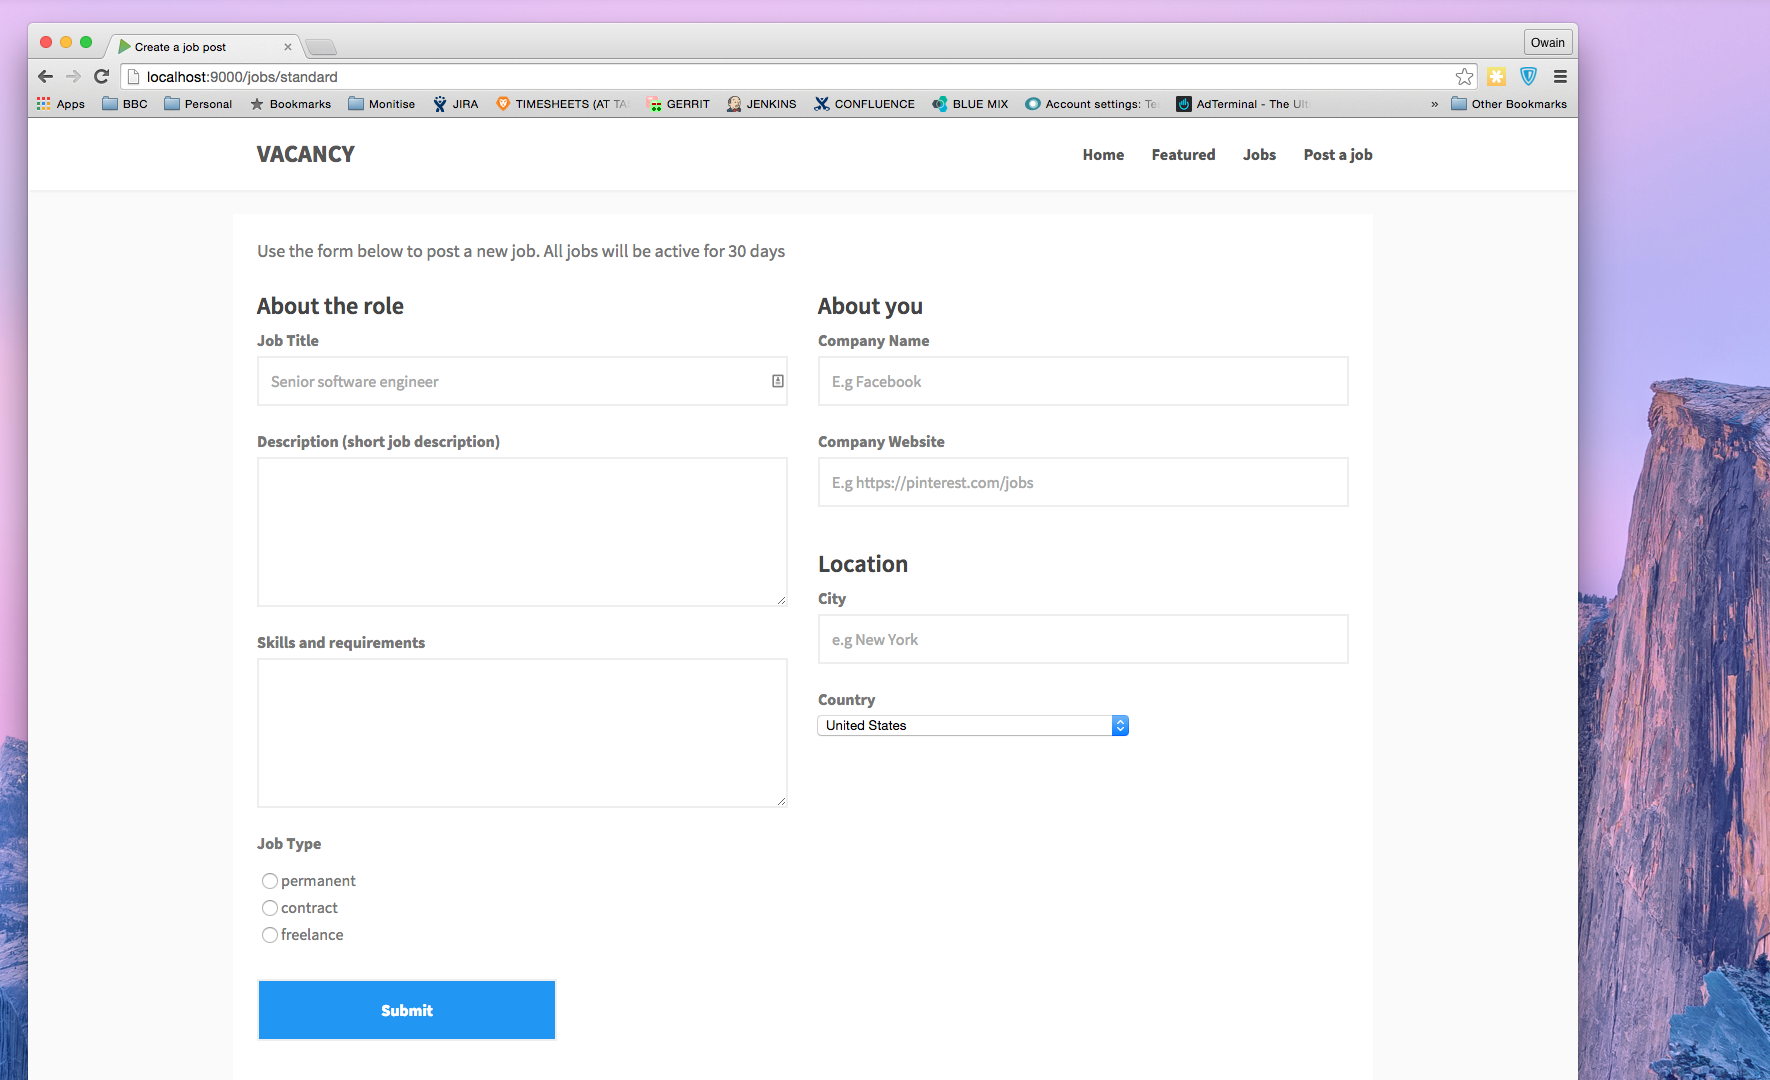 Create a job post
Owain
localhost:9000/jobs/standard
Apps BBC Personal Bookmarks Monitise JIRA TIMESHEETS (AT TA GERRIT JENKINS CONFLUENCE BLUE MIX Account settings: Te AdTerminal - The Ult » Other Bookmarks
VACANCY
Home Featured Jobs Post a job
Use the form below to post a new job. All jobs will be active for 30 days
About the role
Job Title
Senior software engineer
Description (short job description)
Skills and requirements
Job Type
permanent
contract
freelance
Submit
About you
Company Name
E.g Facebook
Company Website
E.g https://pinterest.com/jobs
Location
City
e.g New York
Country
United States